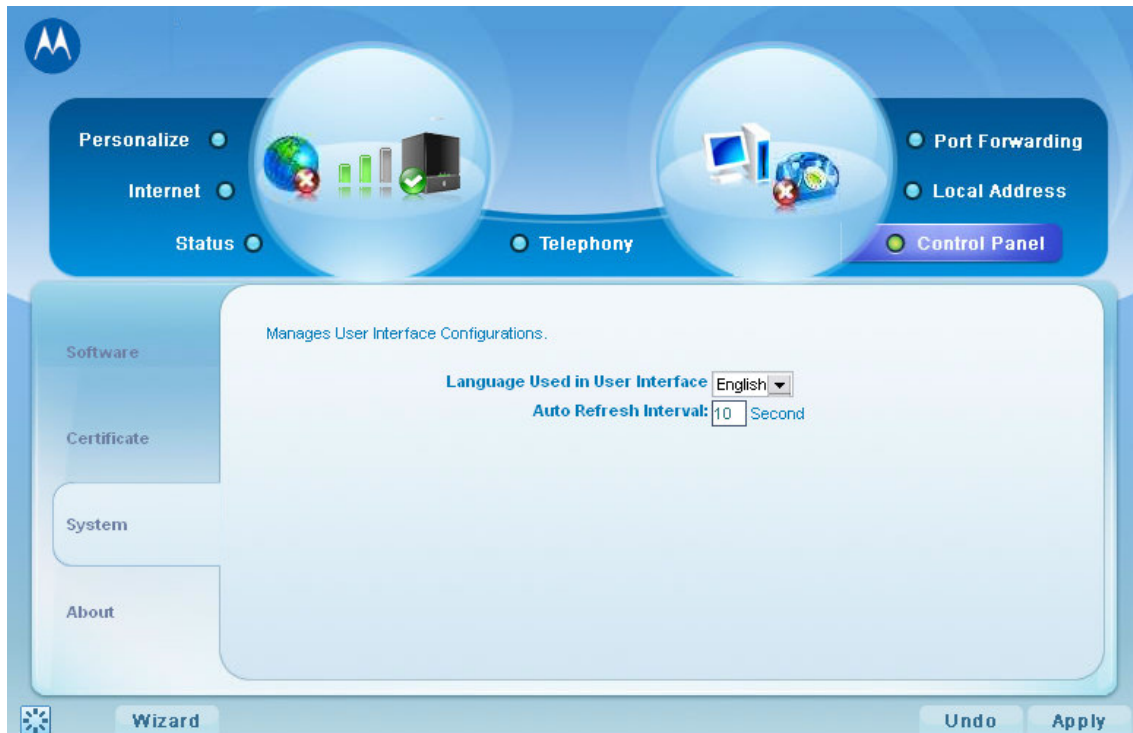 Personalize
Internet
Status
Telephony
Port Forwarding
Local Address
Control Panel
Software
Certificate
System
About
Manages User Interface Configurations.
Language Used in User Interface English
Auto Refresh Interval: 10 Second
Wizard
Undo
Apply